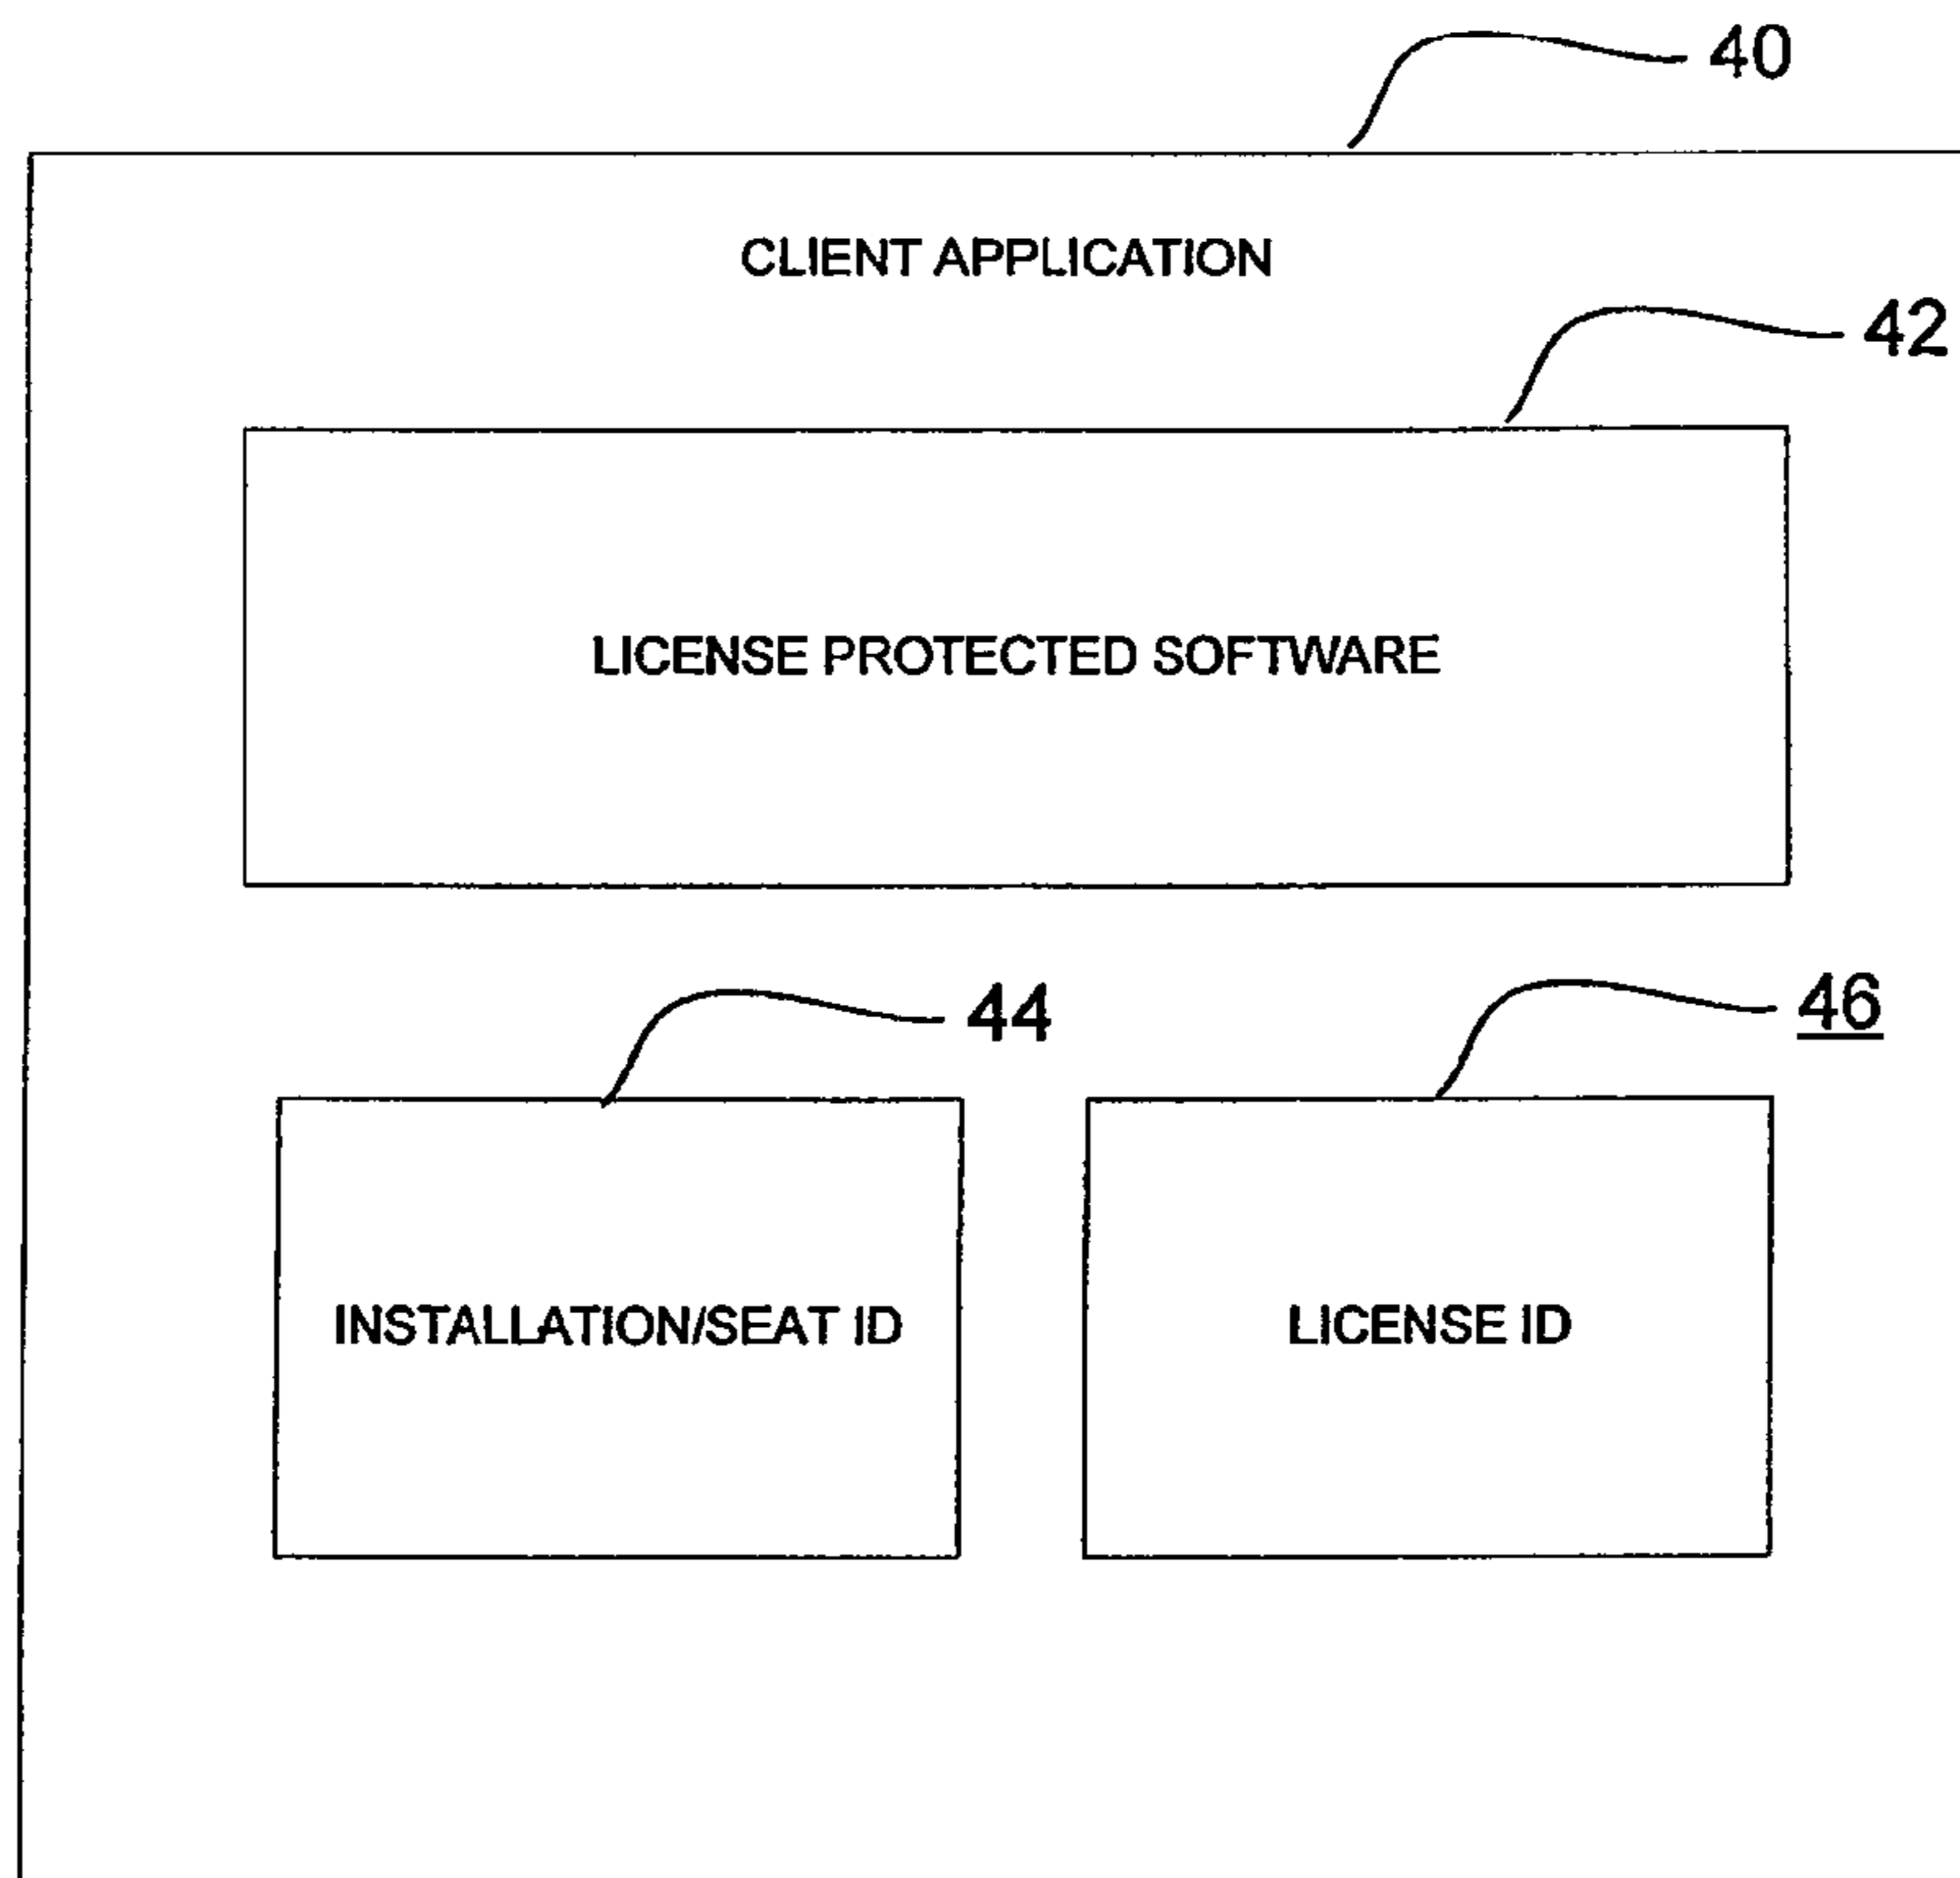 40
CLIENT APPLICATION
42
LICENSE PROTECTED SOFTWARE
44
46
INSTALLATION/SEAT ID
LICENSE ID